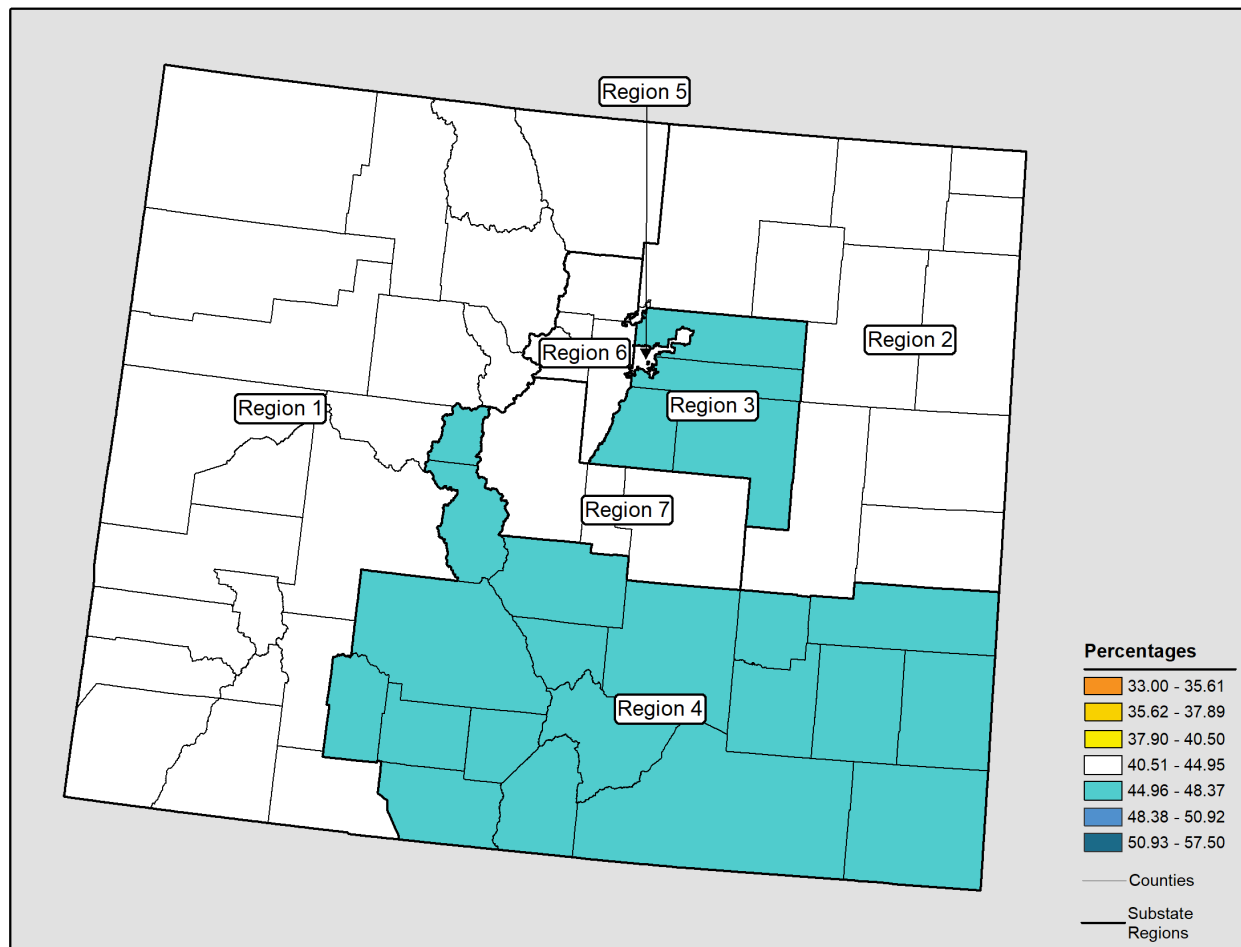 Region 5
Region 2
Region 6
Region 3
Region 1
Region 7
Region 4
Percentages
33.00 - 35.61
35.62 - 37.89
37.90 - 40.50
40.51 - 44.95
44.96 - 48.37
48.38 - 50.92
50.93 - 57.50
Counties
Substate
Regions